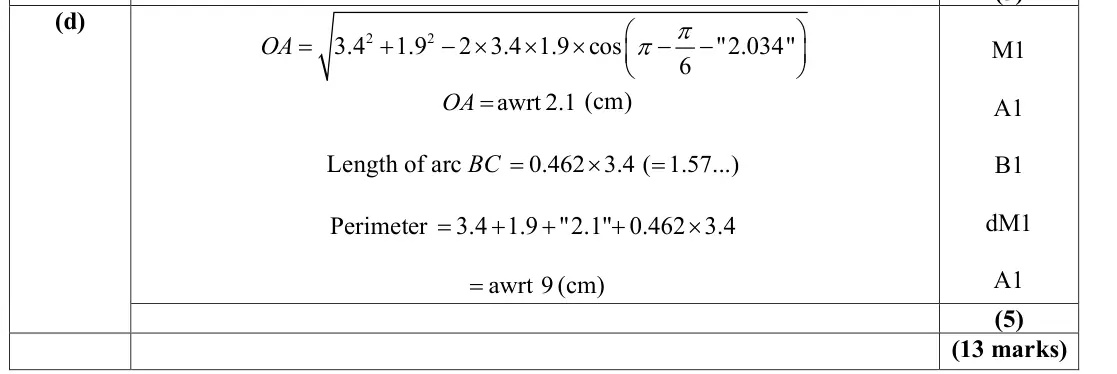 (d)
OA = √(3.4² + 1.9² − 2 × 3.4 × 1.9 × cos(π − π/6 − "2.034"))
M1
OA = awrt 2.1 (cm)
A1
Length of arc BC = 0.462 × 3.4 (= 1.57...)
B1
Perimeter = 3.4 + 1.9 + "2.1" + 0.462 × 3.4
dM1
= awrt 9 (cm)
A1
(5)
(13 marks)